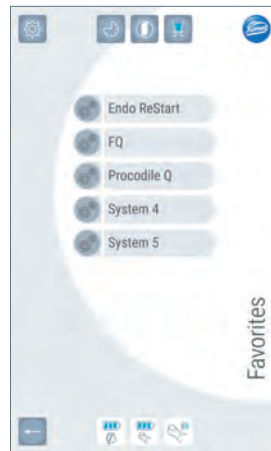 Endo ReStart
FQ
Procodile Q
System 4
System 5
Favorites